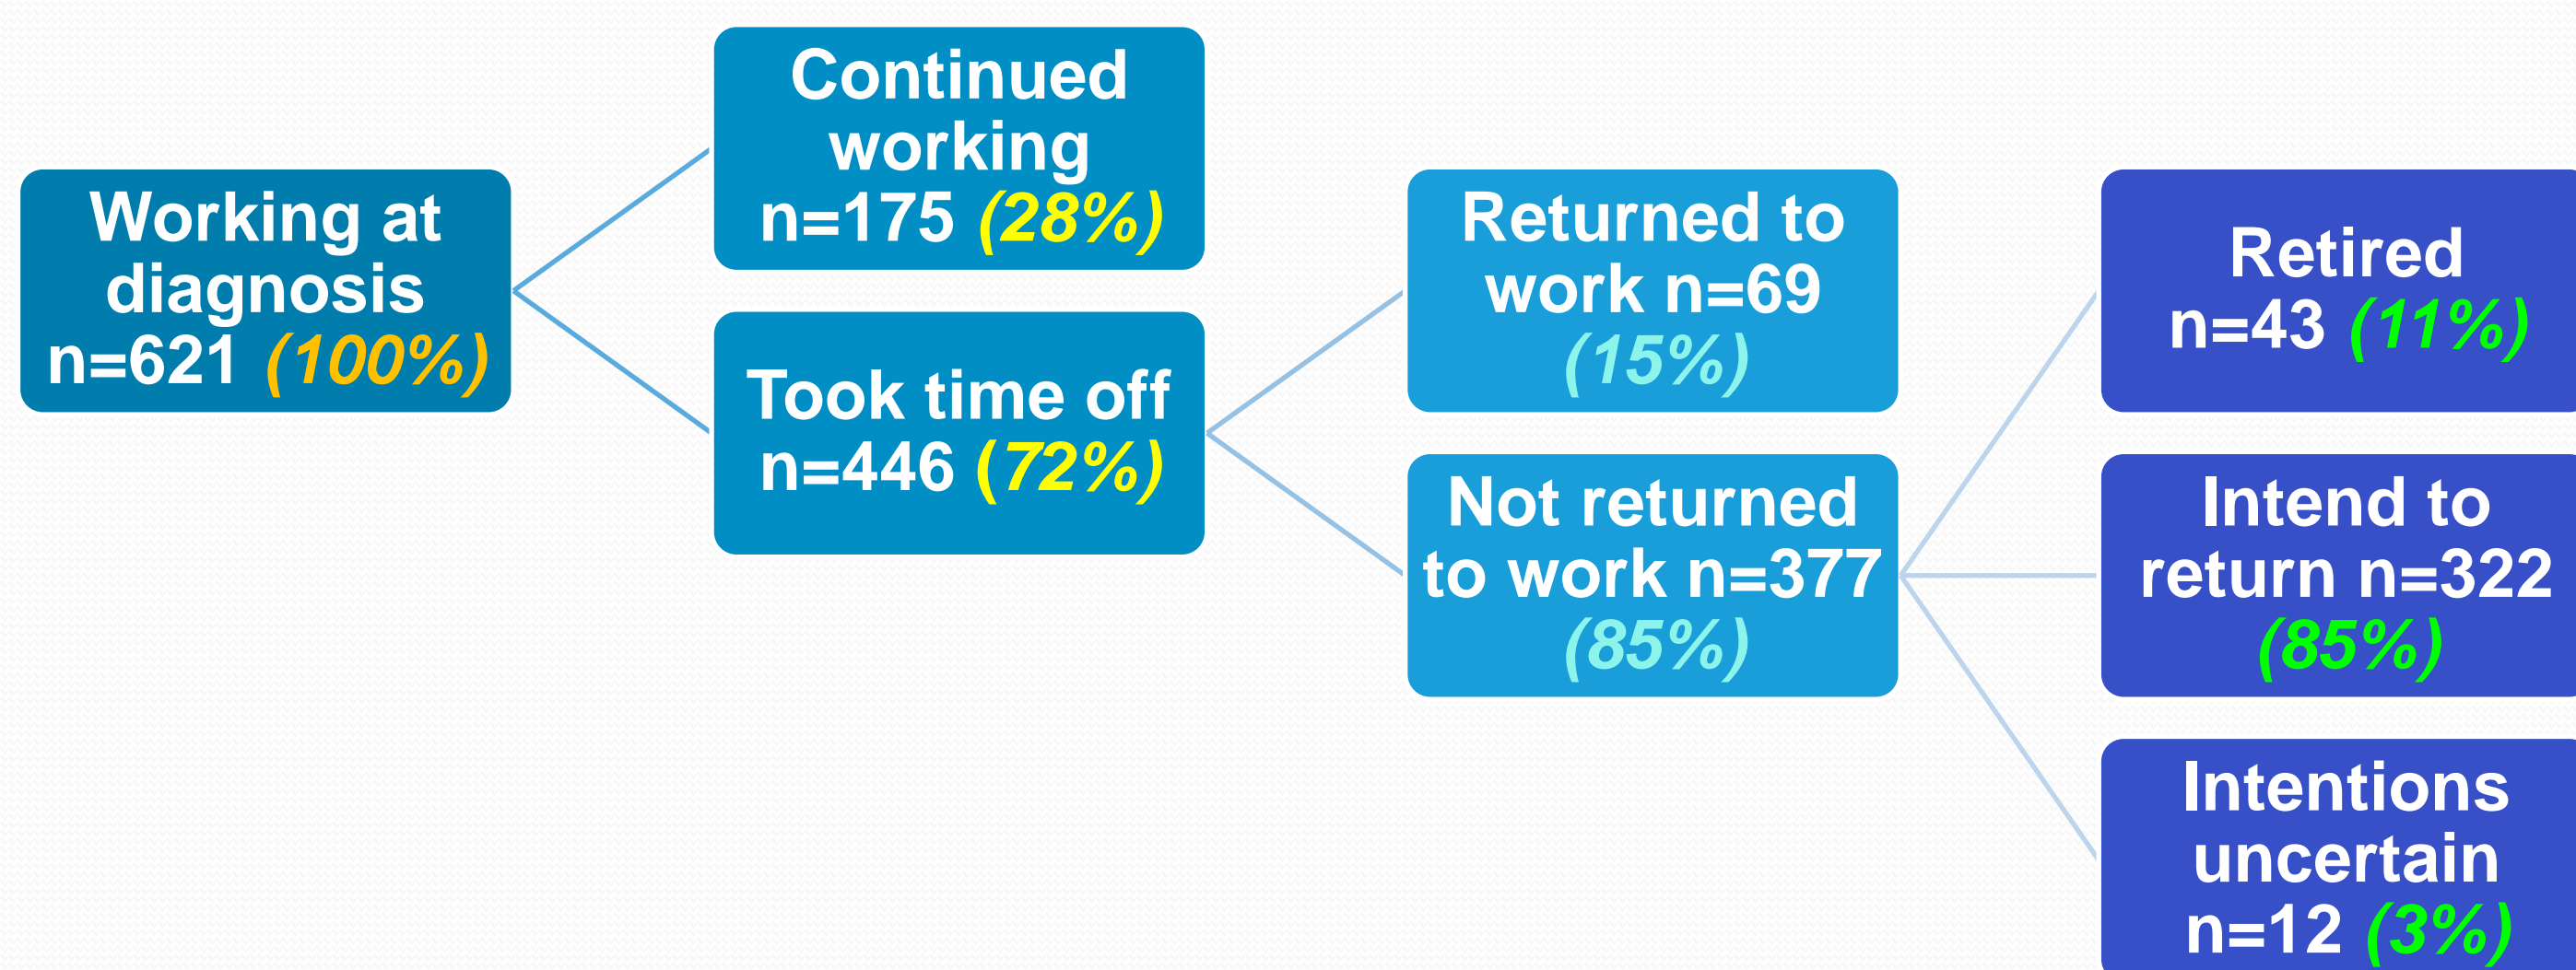 Working at
diagnosis
n=621 (100%)
Continued
working
n=175 (28%)
Took time off
n=446 (72%)
Returned to
work n=69
(15%)
Not returned
to work n=377
(85%)
Retired
n=43 (11%)
Intend to
return n=322
(85%)
Intentions
uncertain
n=12 (3%)